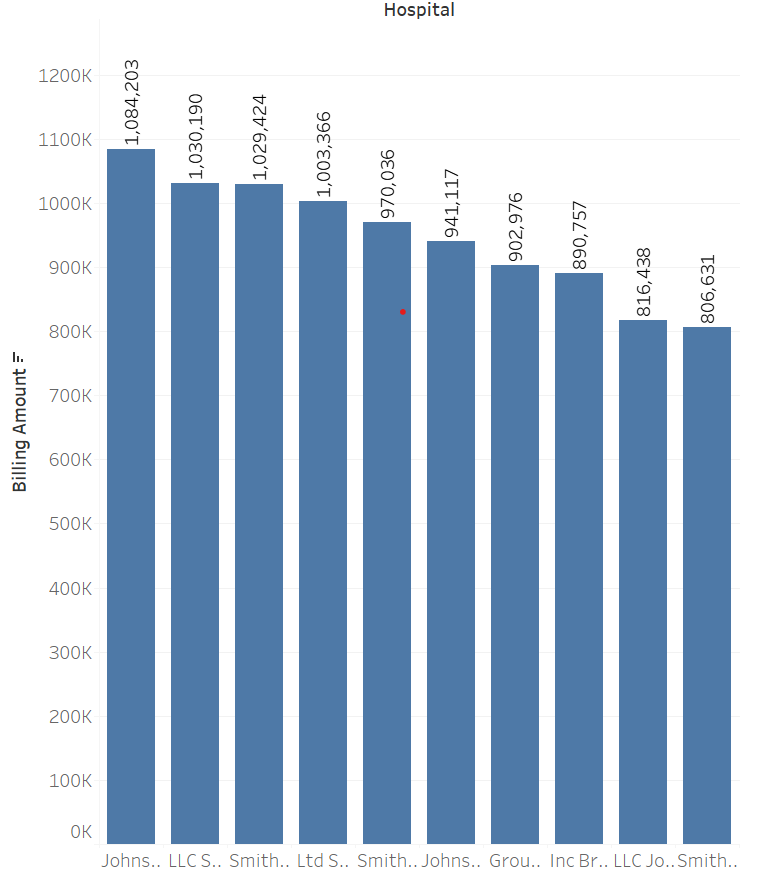 Hospital
Billing Amount
1200K
1100K
1000K
900K
800K
700K
600K
500K
400K
300K
200K
100K
0K
1,084,203
1,030,190
1,029,424
1,003,366
970,036
941,117
902,976
890,757
816,438
806,631
Johns.. LLC S.. Smith.. Ltd S.. Smith.. Johns.. Grou.. Inc Br.. LLC Jo.. Smith..